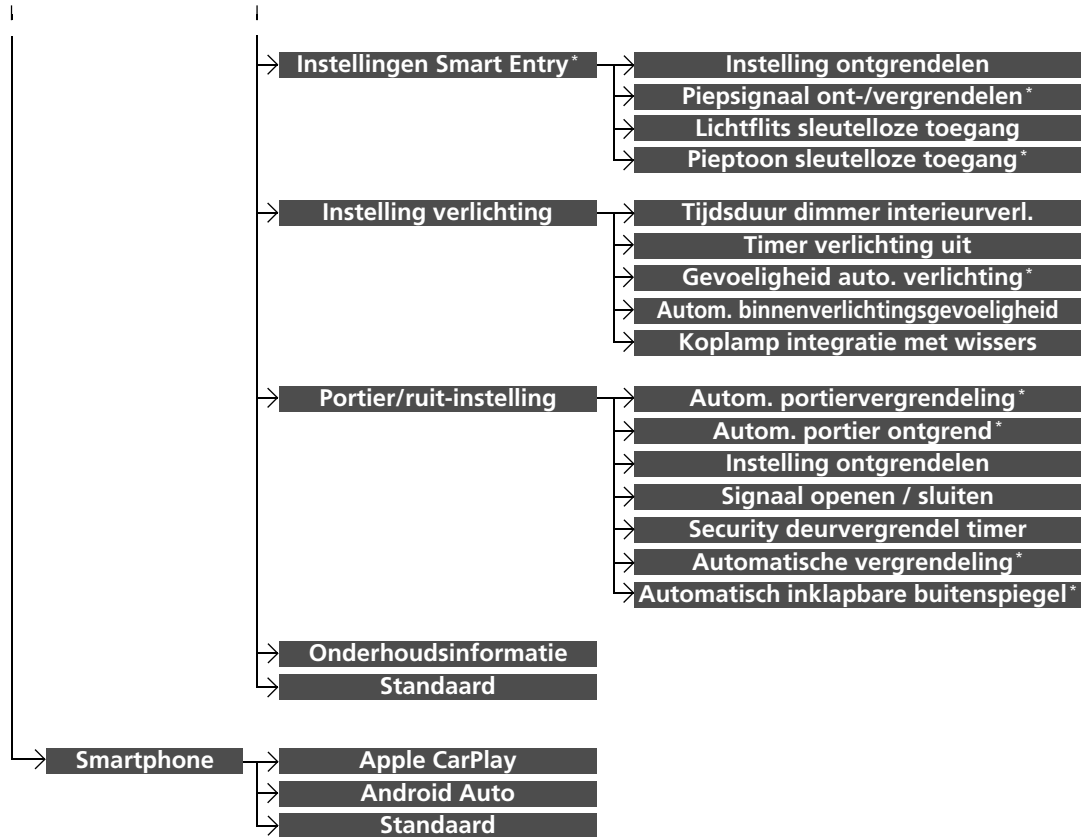 Instellingen Smart Entry*
Instelling ontgrendelen
Piepsignaal ont-/vergrendelen*
Lichtflits sleutelloze toegang
Pieptoon sleutelloze toegang*
Instelling verlichting
Tijdsduur dimmer interieurverl.
Timer verlichting uit
Gevoeligheid auto. verlichting*
Autom. binnenverlichtingsgevoeligheid
Koplamp integratie met wissers
Portier/ruit-instelling
Autom. portiervergrendeling*
Autom. portier ontgrend*
Instelling ontgrendelen
Signaal openen / sluiten
Security deurvergrendel timer
Automatische vergrendeling*
Automatisch inklapbare buitenspiegel*
Onderhoudsinformatie
Standaard
Smartphone
Apple CarPlay
Android Auto
Standaard